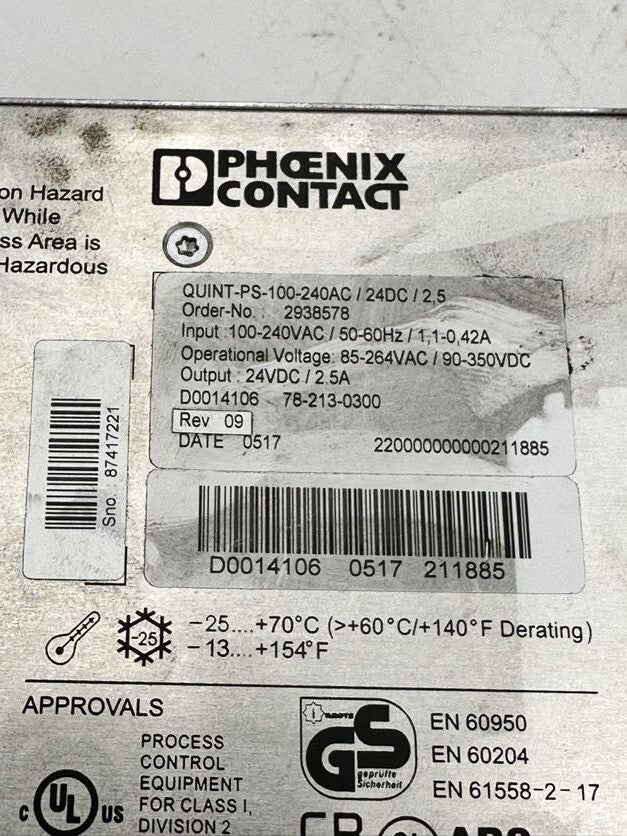 PHOENIX
CONTACT
on Hazard
While
ss Area is
Hazardous
QUINT-PS-100-240AC / 24DC / 2,5
Order-No. : 2938578
Input : 100-240VAC / 50-60Hz / 1,1-0,42A
Operational Voltage: 85-264VAC / 90-350VDC
Output : 24VDC / 2.5A
D0014106 78-213-0300
Rev 09
DATE 0517 220000000000211885
Sno.: 87417221
D0014106 0517 211885
-25
-25....+70°C (>+60°C/+140°F Derating)
-13....+154°F
APPROVALS
PROCESS
CONTROL
EQUIPMENT
FOR CLASS I,
DIVISION 2
c UL US
GS
geprüfte
Sicherheit
EN 60950
EN 60204
EN 61558-2-17
CB